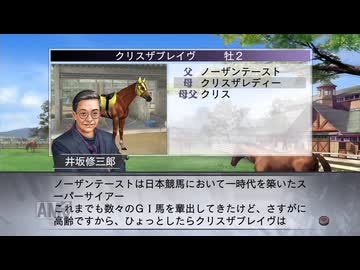 クリスザブレイヴ　牡２
父　ノーザンテースト
母　クリスザレディー
母父　クリス
井坂修三郎
ノーザンテーストは日本競馬において一時代を築いたス
ーパーサイアー
これまでも数々のＧⅠ馬を輩出してきたけど、さすがに
高齢ですから、ひょっとしたらクリスザブレイヴは